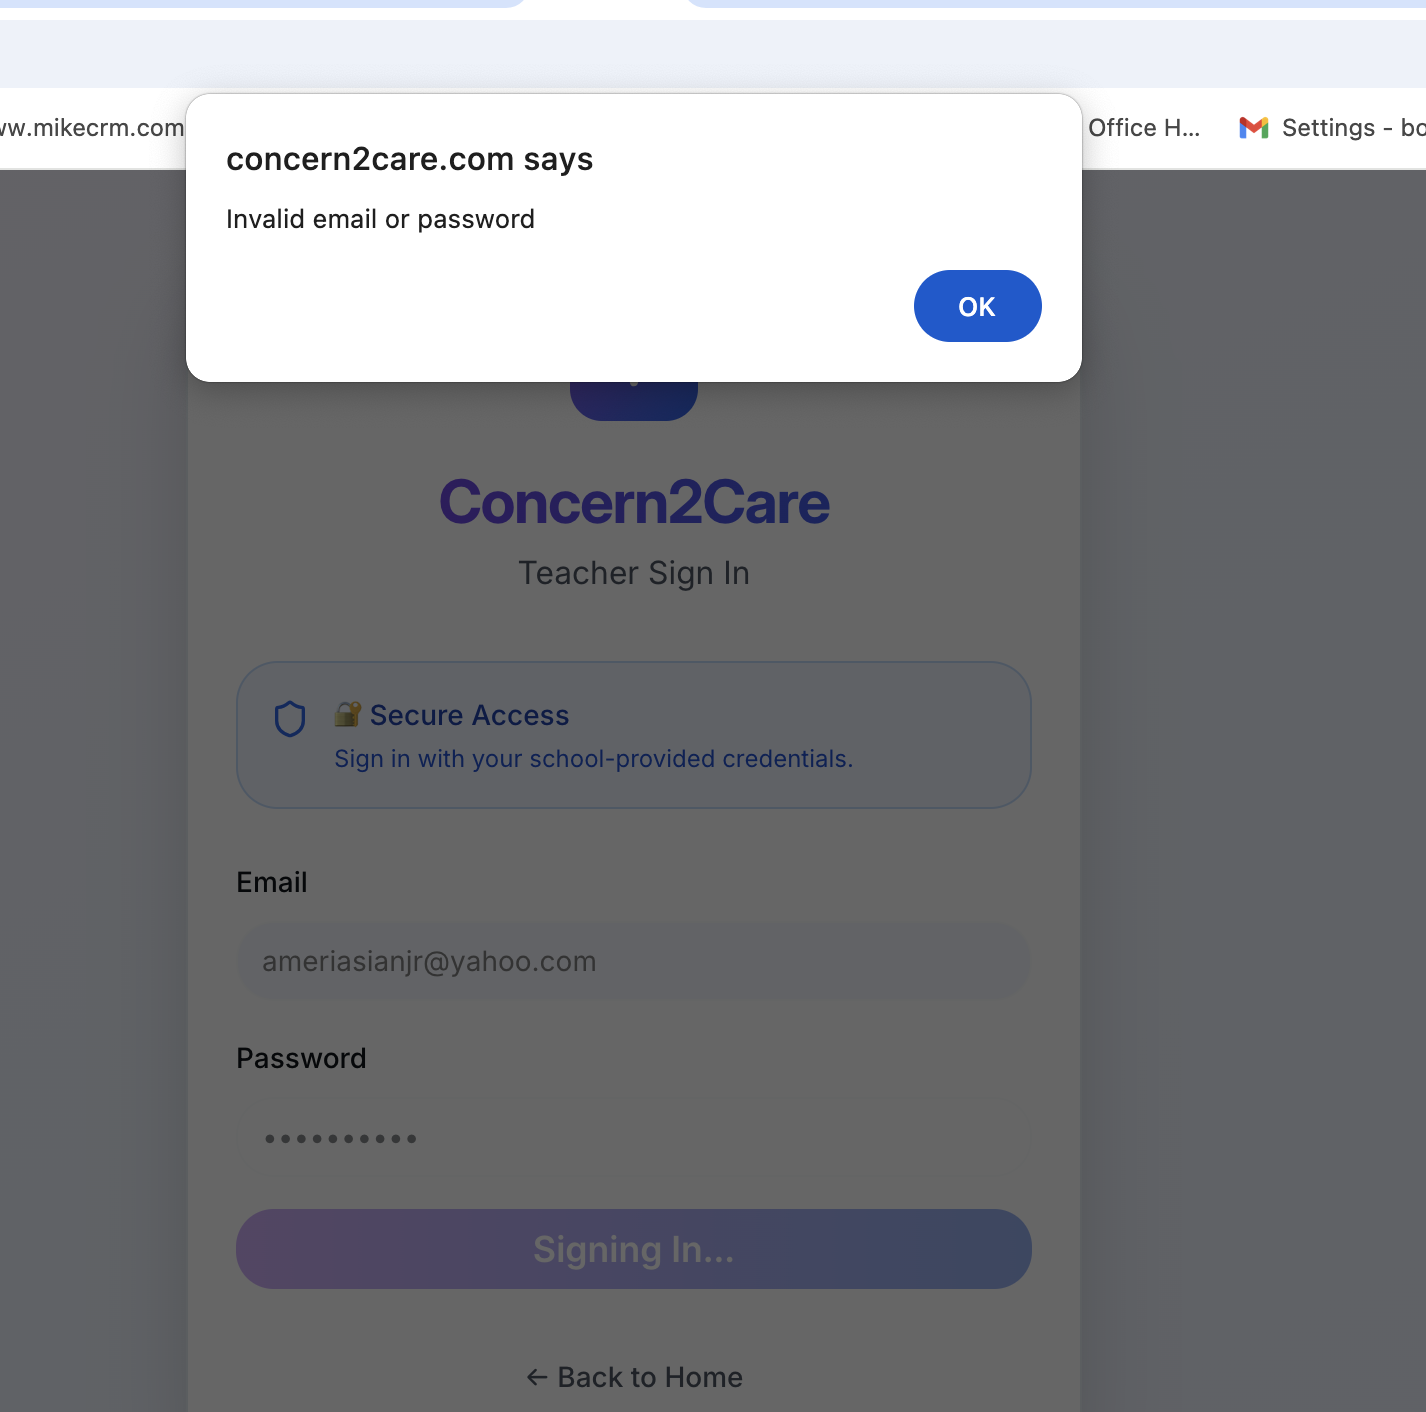 ww.mikecrm.com
Office H...
Settings - bo
concern2care.com says
Invalid email or password
OK
Concern2Care
Teacher Sign In
🔐 Secure Access
Sign in with your school-provided credentials.
Email
ameriasianjr@yahoo.com
Password
••••••••••
Signing In...
← Back to Home